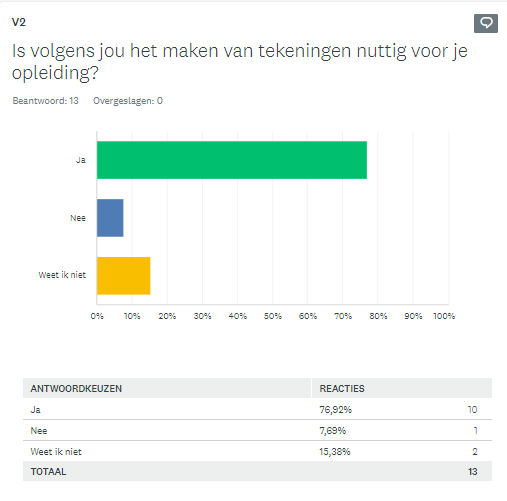 V2
Is volgens jou het maken van tekeningen nuttig voor je
opleiding?
Beantwoord: 13 Overgeslagen: 0
Ja
Nee
Weet ik niet
0% 10% 20% 30% 40% 50% 60% 70% 80% 90% 100%
ANTWOORDKEUZEN REACTIES
Ja 76,92% 10
Nee 7,69% 1
Weet ik niet 15,38% 2
TOTAAL 13